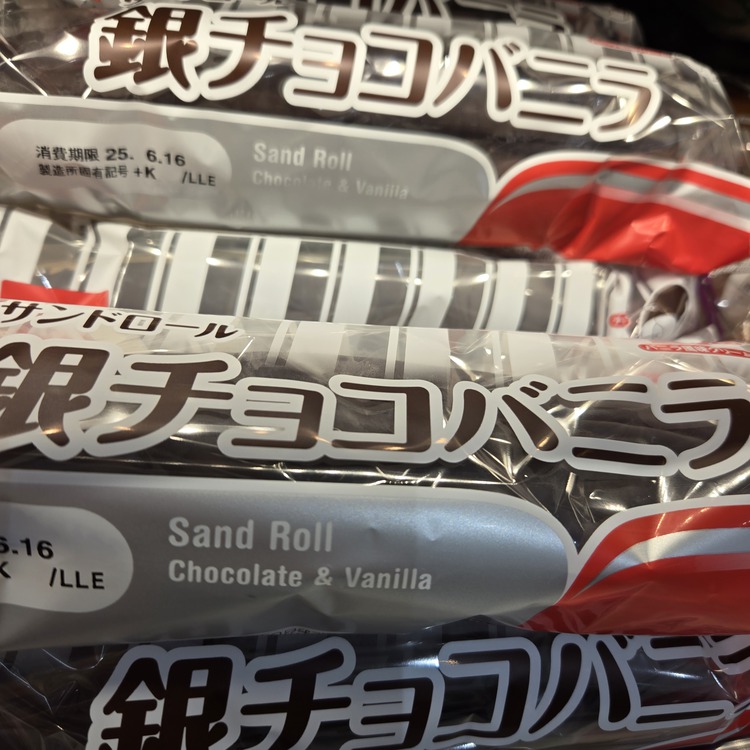 銀チョコバニラ
消費期限 25. 6.16
製造所固有記号 +K /LLE
Sand Roll
Chocolate & Vanilla
サンドロール
銀チョコバニラ
6.16
K /LLE
Sand Roll
Chocolate & Vanilla
銀チョコバニ